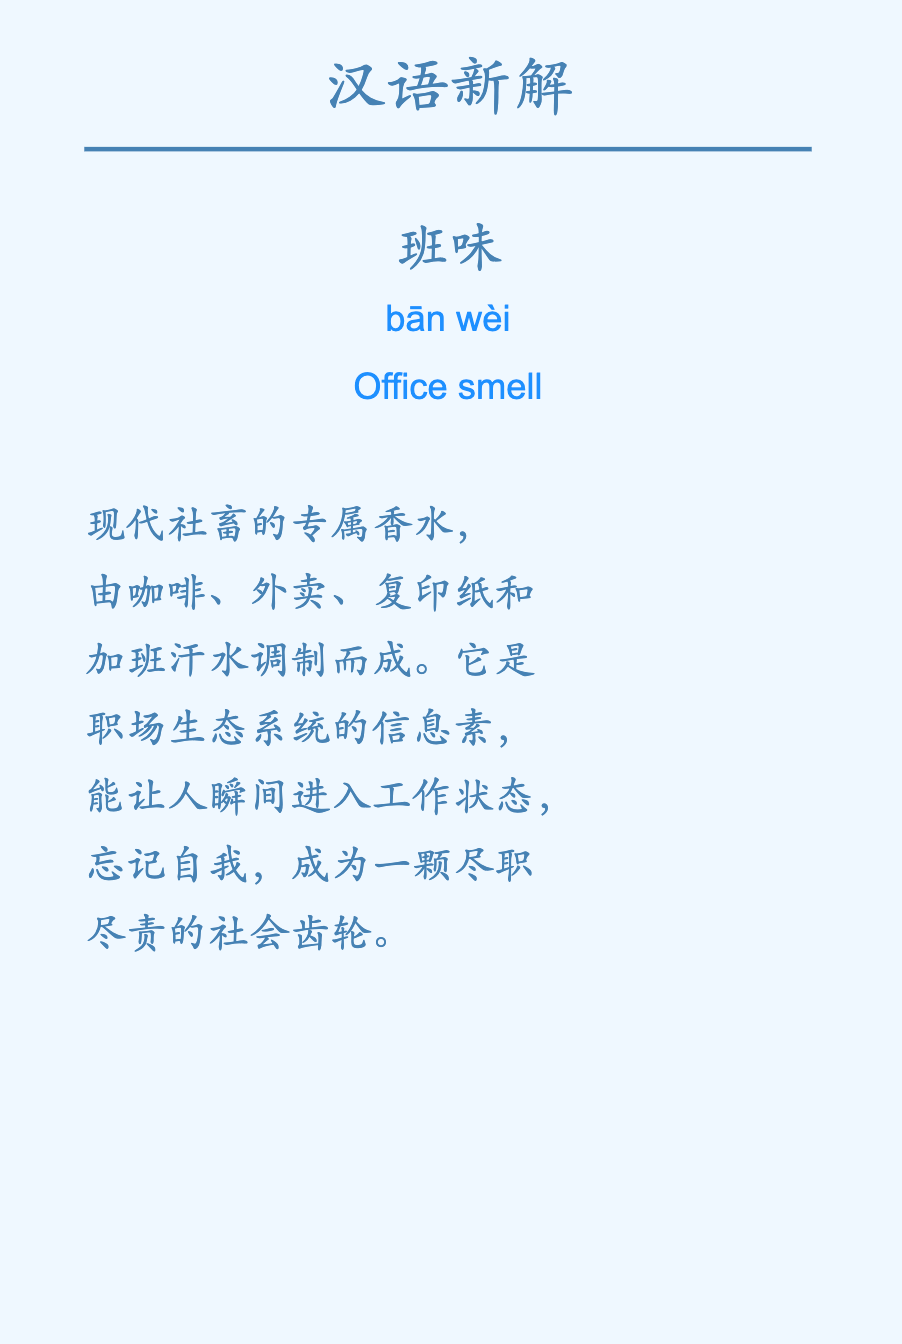 汉语新解
班味
bān wèi
Office smell
现代社畜的专属香水，
由咖啡、外卖、复印纸和
加班汗水调制而成。它是
职场生态系统的信息素，
能让人瞬间进入工作状态，
忘记自我，成为一颗尽职
尽责的社会齿轮。